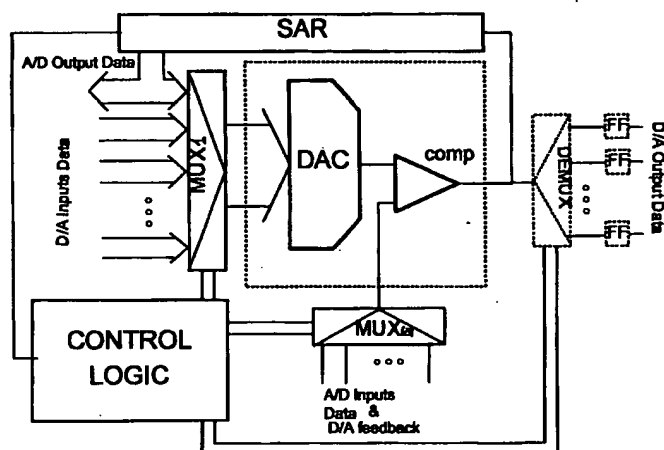 SAR
A/D Output Data
MUX1
D/A Inputs Data
DAC
comp
DEMUX
FF
FF
FF
D/A Output Data
CONTROL
LOGIC
MUX
A/D Inputs
Data &
D/A feedback